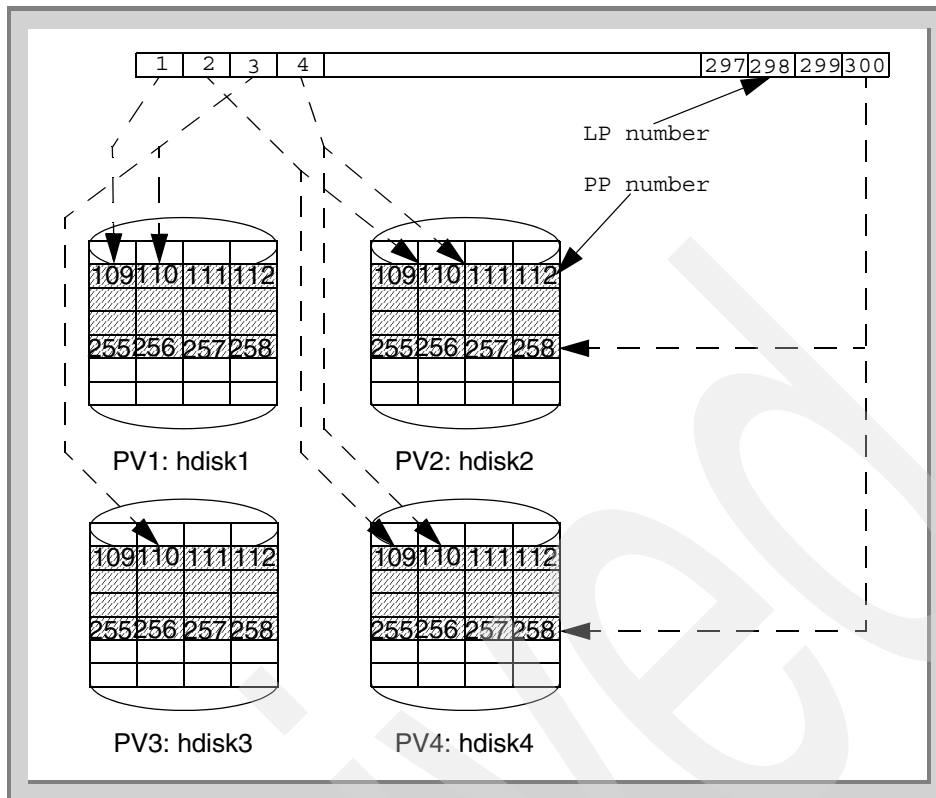 1 2 3 4 297 298 299 300
LP number
PP number
109 110 111 112
109 110 111 112
255 256 257 258
255 256 257 258
PV1: hdisk1
PV2: hdisk2
109 110 111 112
109 110 111 112
255 256 257 258
255 256 257 258
PV3: hdisk3
PV4: hdisk4